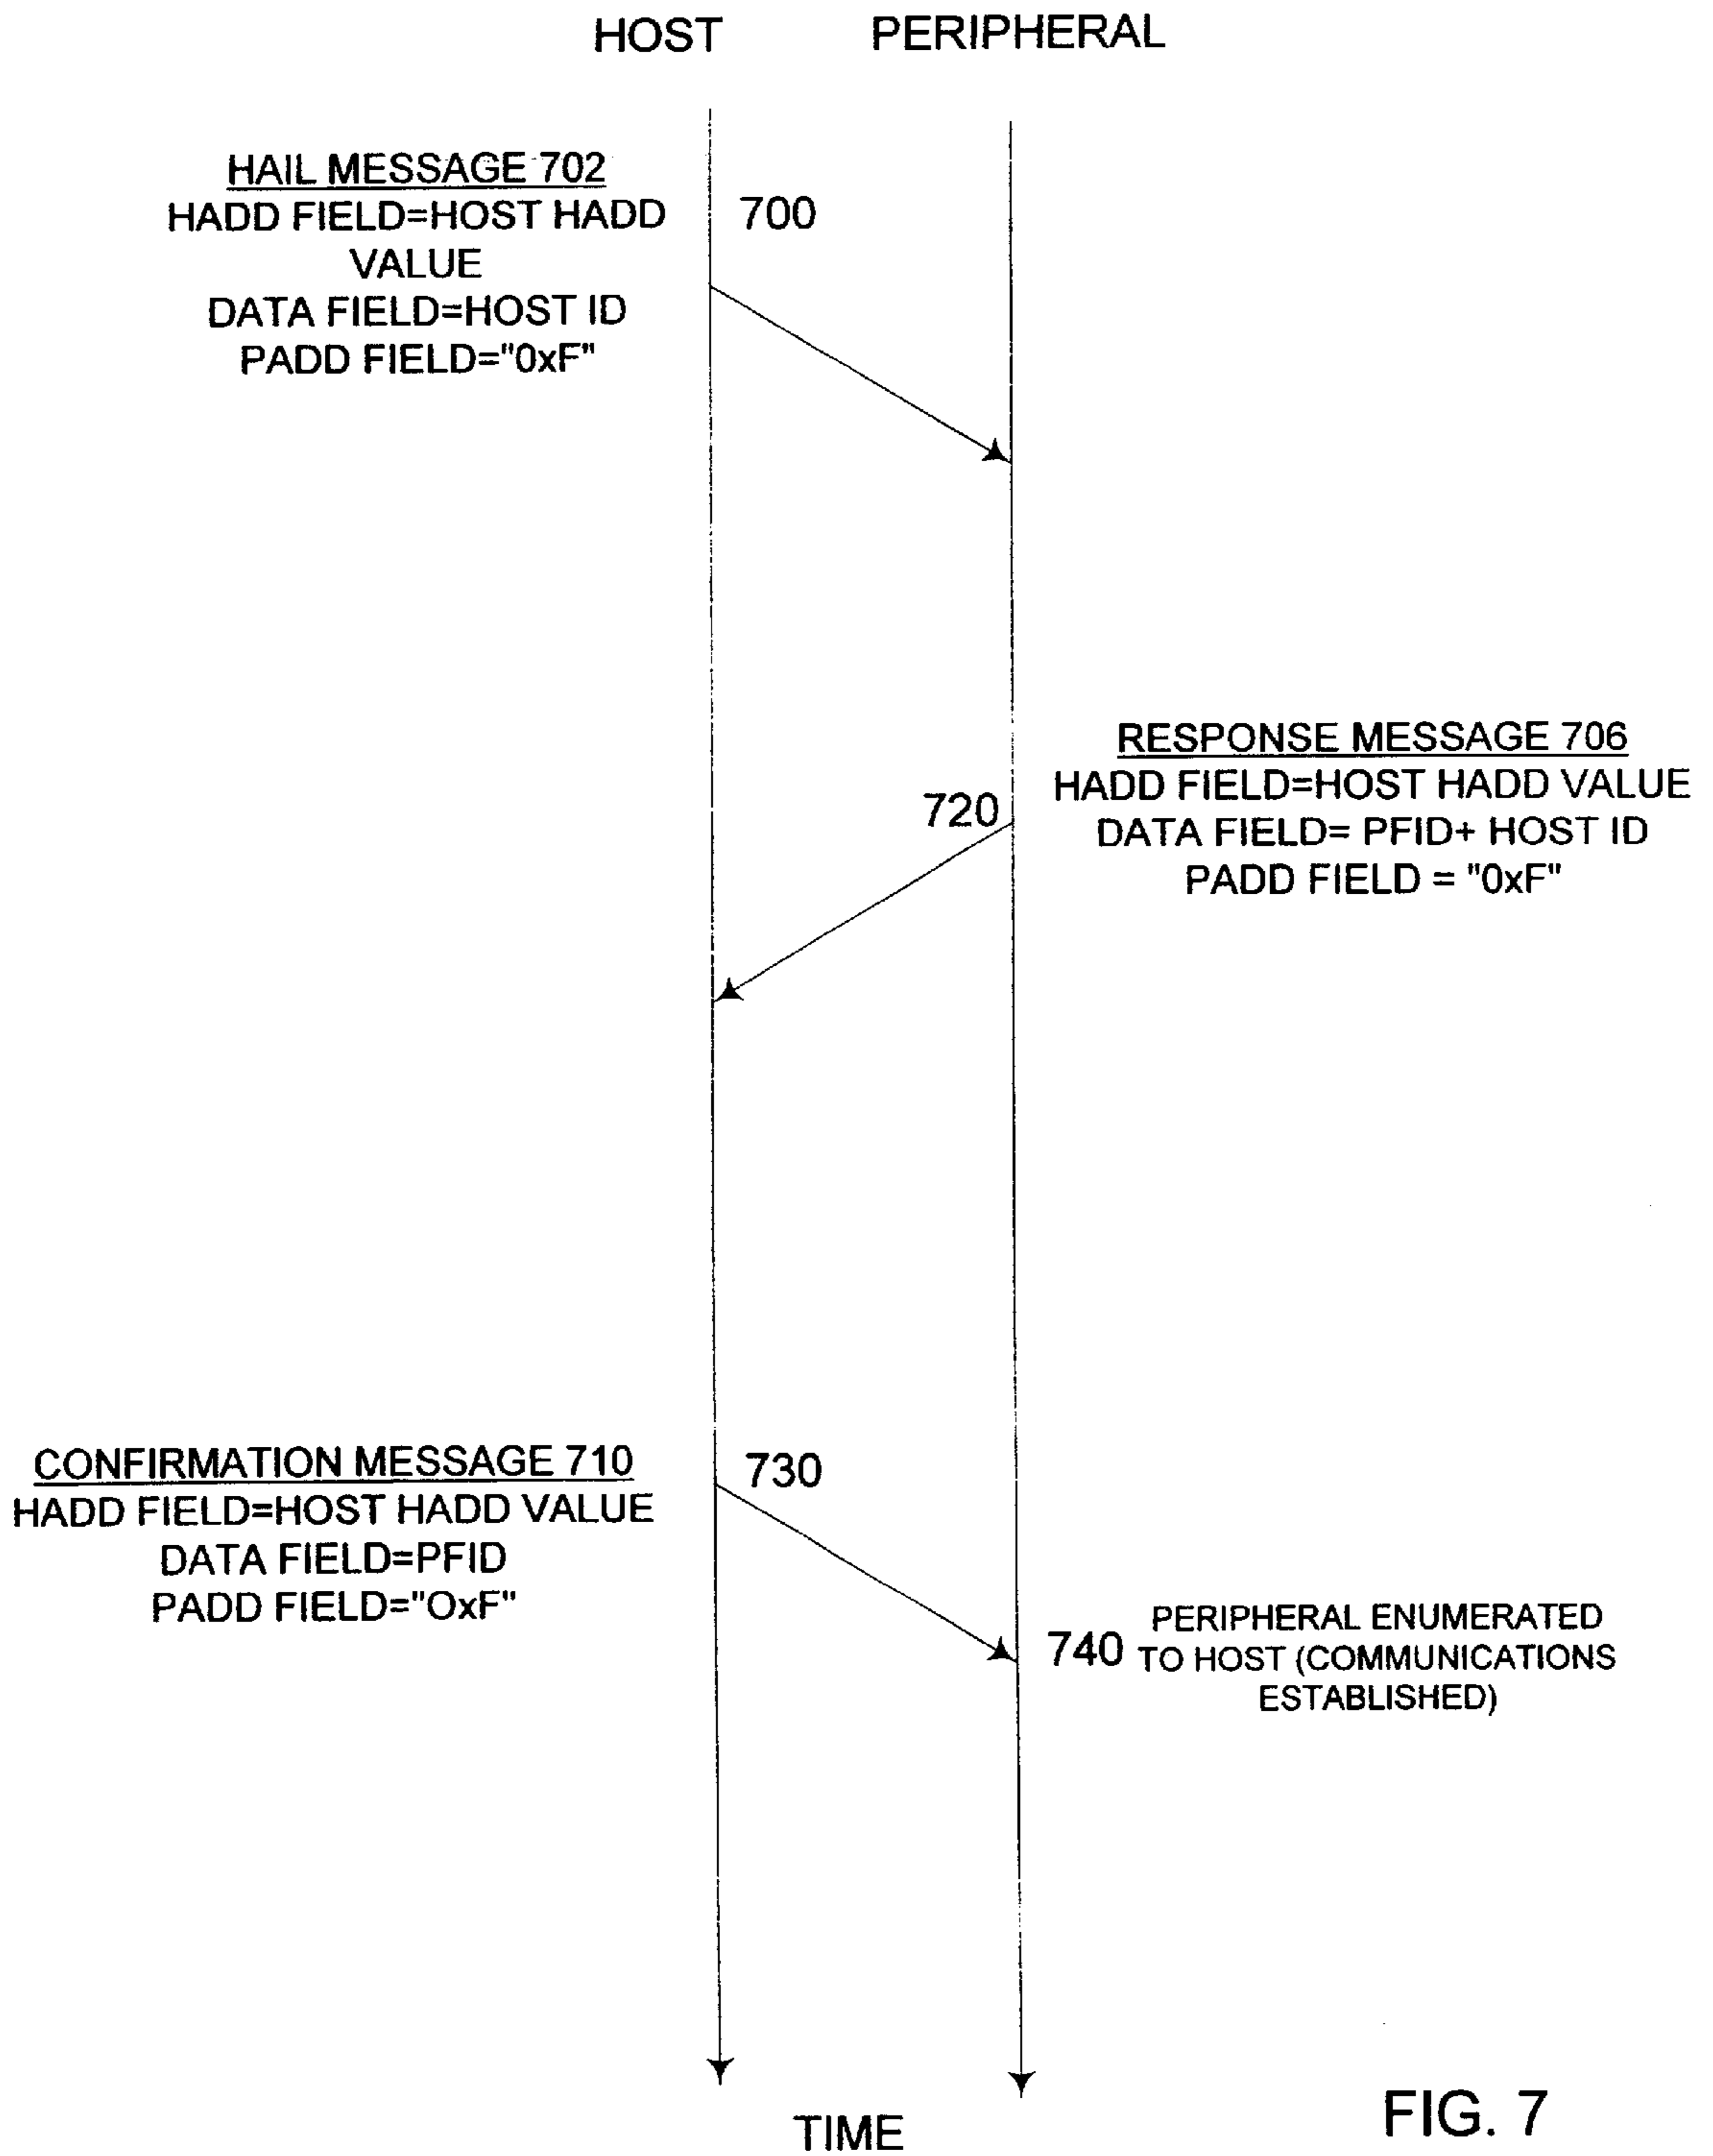 HOST PERIPHERAL
HAIL MESSAGE 702
HADD FIELD=HOST HADD
VALUE
DATA FIELD=HOST ID
PADD FIELD="0xF"
700
RESPONSE MESSAGE 706
HADD FIELD=HOST HADD VALUE
DATA FIELD= PFID+ HOST ID
PADD FIELD = "0xF"
720
CONFIRMATION MESSAGE 710
HADD FIELD=HOST HADD VALUE
DATA FIELD=PFID
PADD FIELD="OxF"
730
740
PERIPHERAL ENUMERATED
TO HOST (COMMUNICATIONS
ESTABLISHED)
TIME
FIG. 7